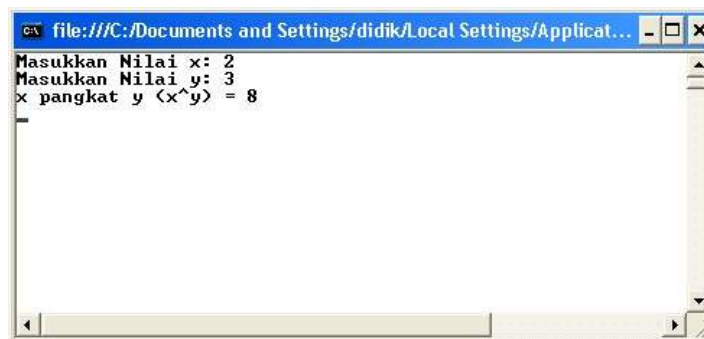 file:///C:/Documents and Settings/didik/Local Settings/Applicat...
Masukkan Nilai x: 2
Masukkan Nilai y: 3
x pangkat y (x^y) = 8